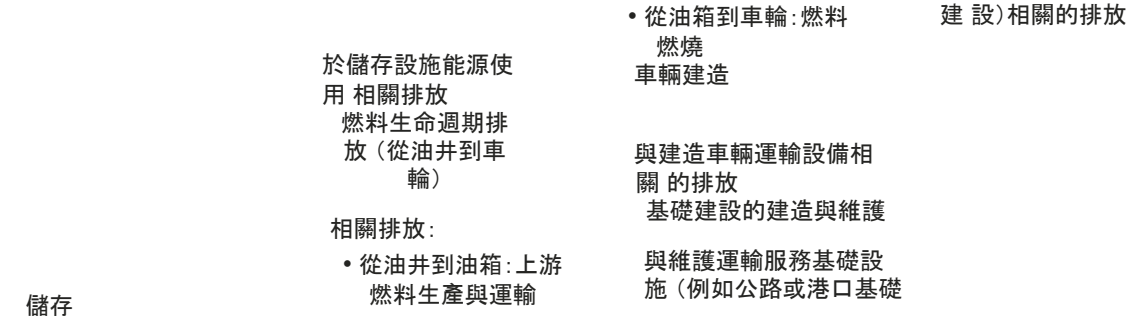 儲存
於儲存設施能源使
用 相關排放
燃料生命週期排
放（從油井到車
輪）
相關排放：
• 從油井到油箱：上游
燃料生產與運輸
• 從油箱到車輪：燃料
燃燒
車輛建造
與建造車輛運輸設備相
關 的排放
基礎建設的建造與維護
與維護運輸服務基礎設
施（例如公路或港口基礎
建 設）相關的排放